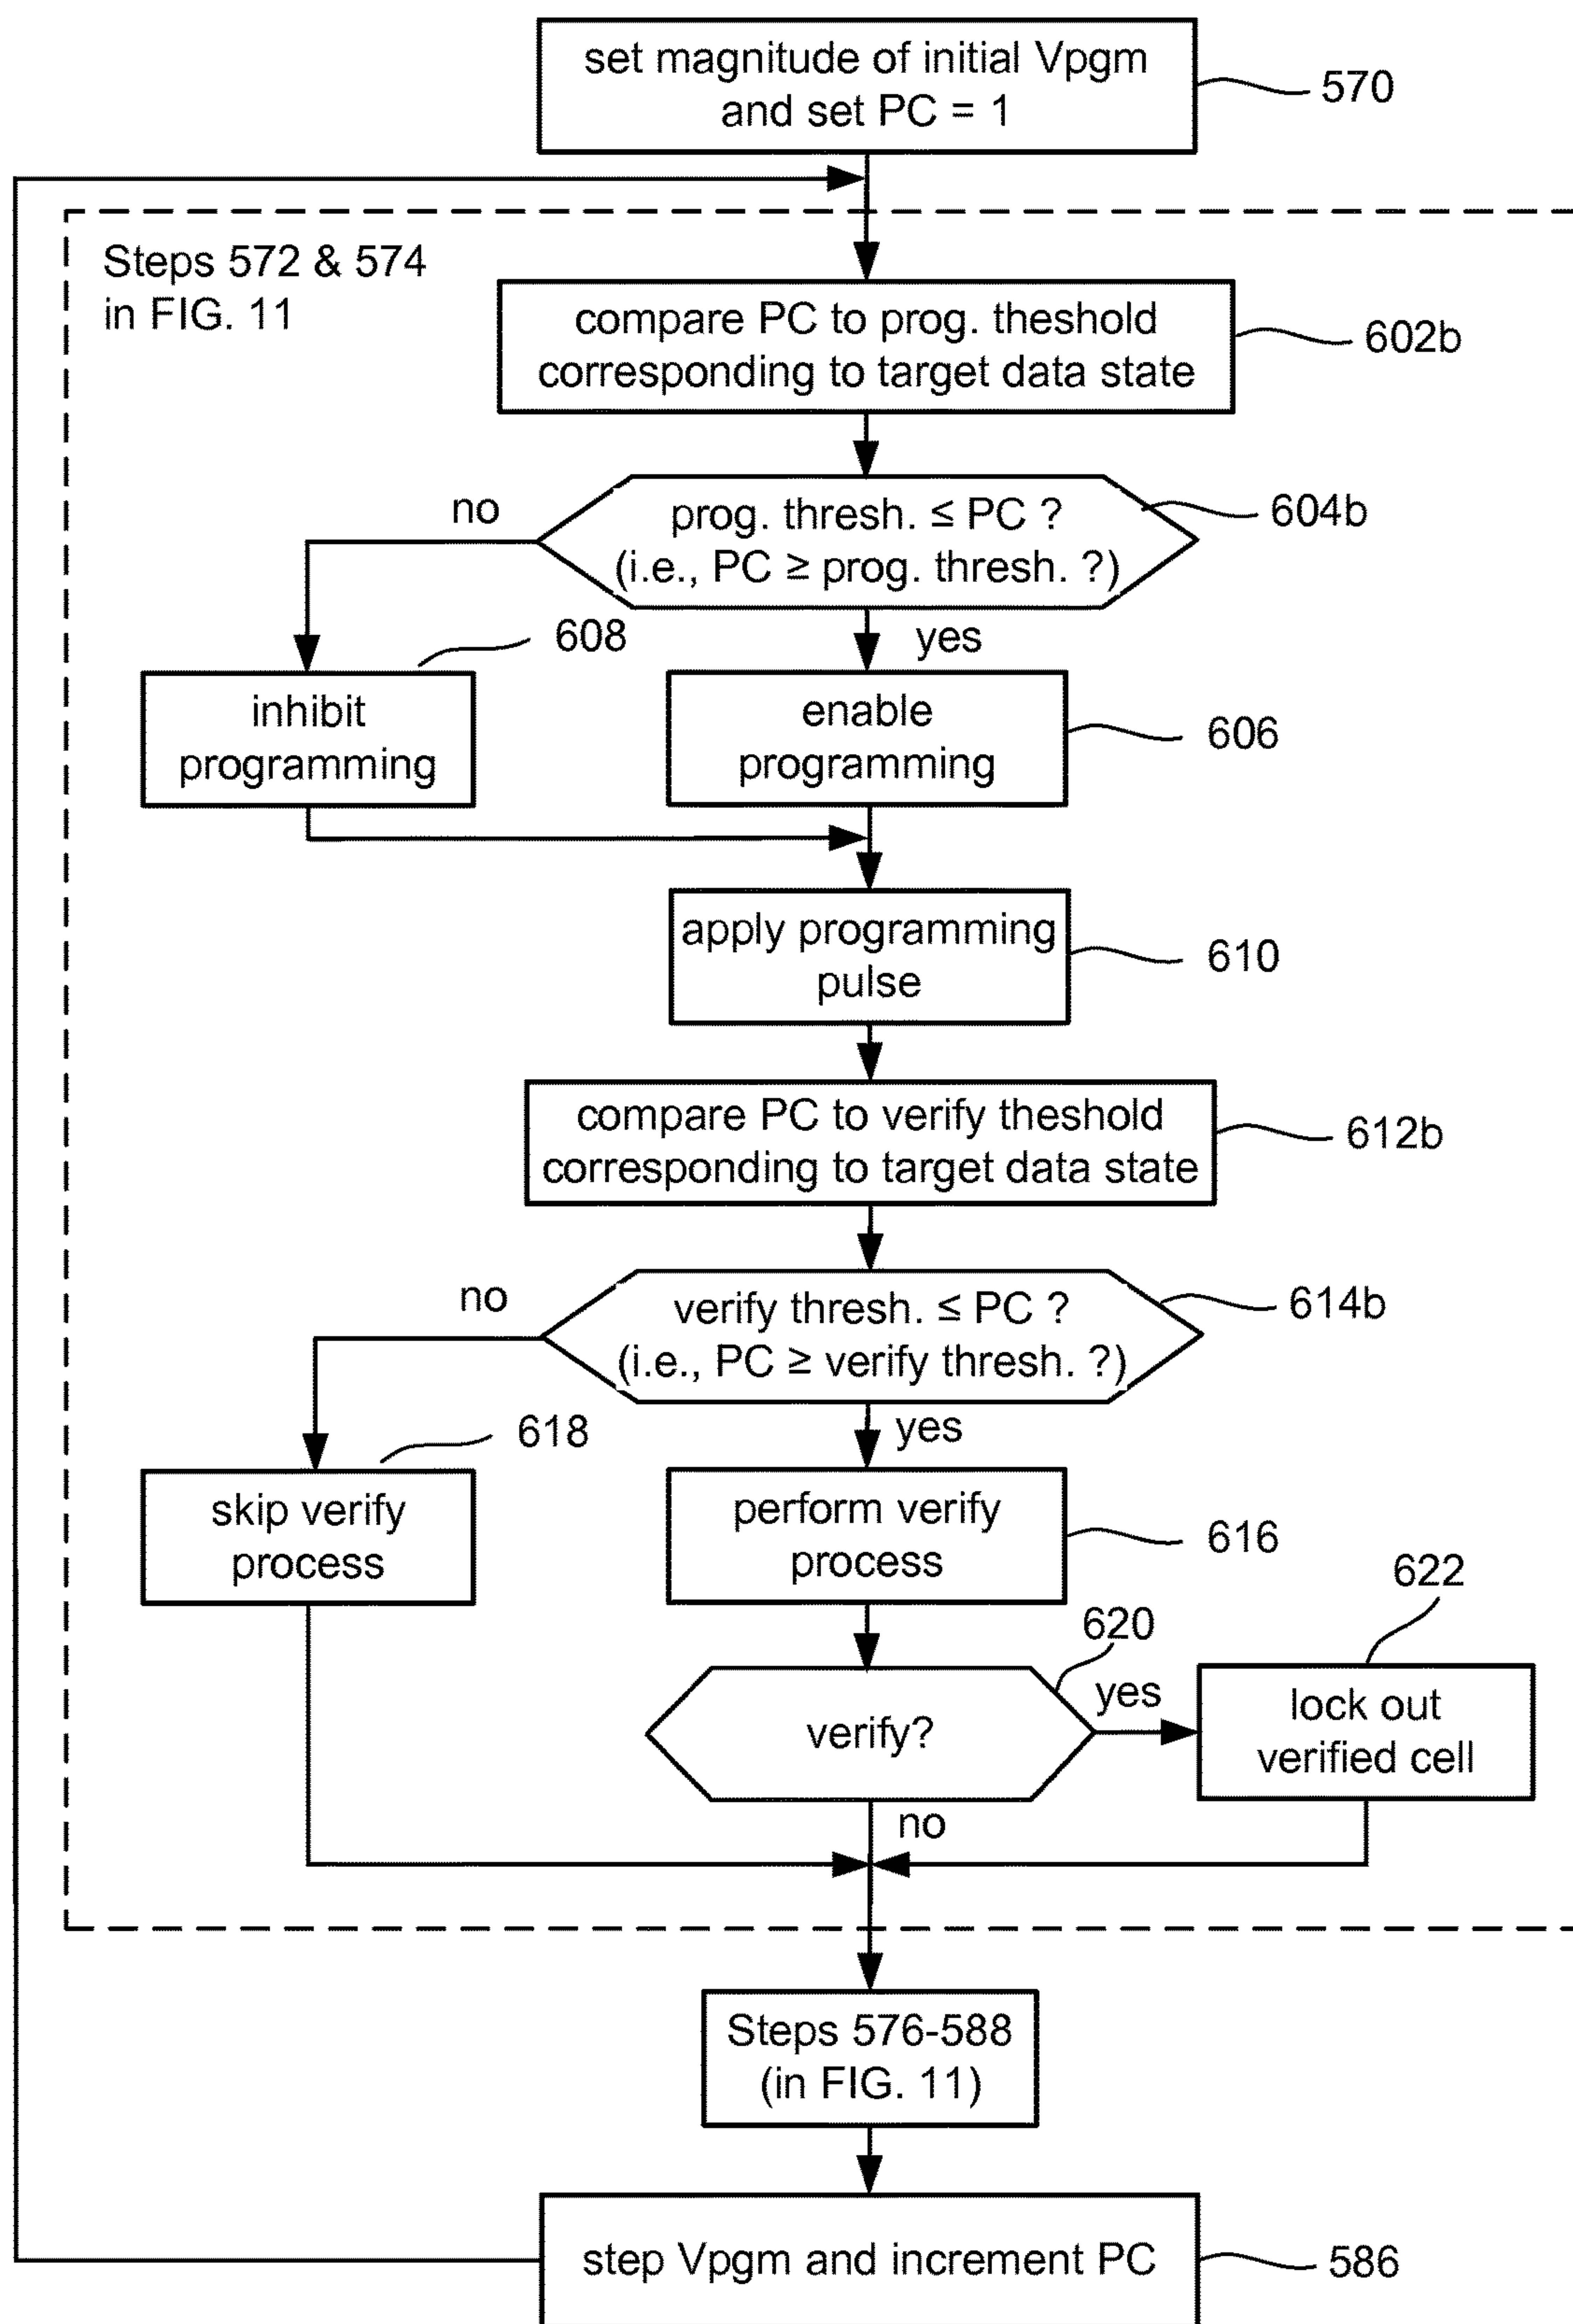 set magnitude of initial Vpgm
and set PC = 1
570
Steps 572 & 574
in FIG. 11
compare PC to prog. theshold
corresponding to target data state
602b
no
prog. thresh. ≤ PC ?
(i.e., PC ≥ prog. thresh. ?)
604b
yes
608
inhibit
programming
enable
programming
606
apply programming
pulse
610
compare PC to verify theshold
corresponding to target data state
612b
no
verify thresh. ≤ PC ?
(i.e., PC ≥ verify thresh. ?)
614b
yes
618
skip verify
process
perform verify
process
616
620
622
verify?
yes
lock out
verified cell
no
Steps 576-588
(in FIG. 11)
step Vpgm and increment PC
586